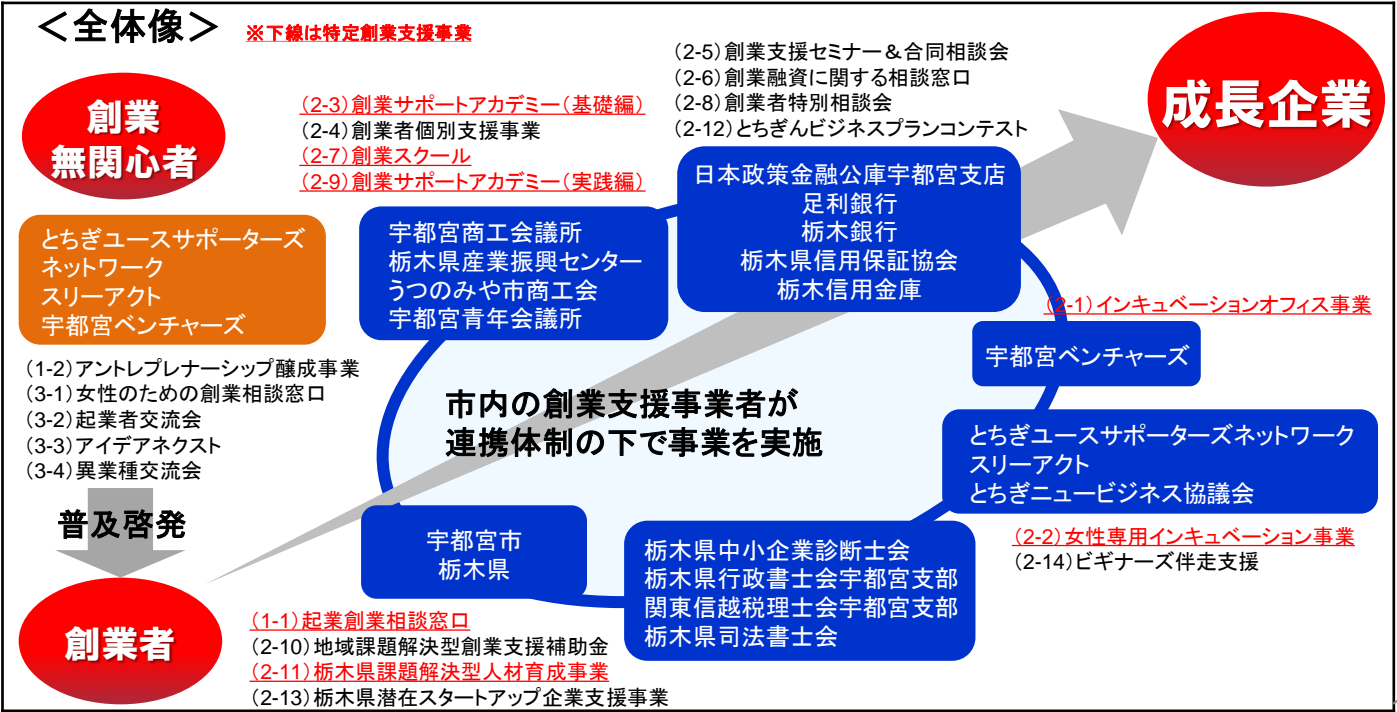 ＜全体像＞
※下線は特定創業支援事業
創業
無関心者
(2-3)創業サポートアカデミー(基礎編)
(2-4)創業者個別支援事業
(2-7)創業スクール
(2-9)創業サポートアカデミー(実践編)
(2-5)創業支援セミナー＆合同相談会
(2-6)創業融資に関する相談窓口
(2-8)創業者特別相談会
(2-12)とちぎんビジネスプランコンテスト
成長企業
とちぎユースサポーターズ
ネットワーク
スリーアクト
宇都宮ベンチャーズ
宇都宮商工会議所
栃木県産業振興センター
うつのみや市商工会
宇都宮青年会議所
日本政策金融公庫宇都宮支店
足利銀行
栃木銀行
栃木県信用保証協会
栃木信用金庫
(2-1)インキュベーションオフィス事業
宇都宮ベンチャーズ
(1-2)アントレプレナーシップ醸成事業
(3-1)女性のための創業相談窓口
(3-2)起業者交流会
(3-3)アイデアネクスト
(3-4)異業種交流会
市内の創業支援事業者が
連携体制の下で事業を実施
とちぎユースサポーターズネットワーク
スリーアクト
とちぎニュービジネス協議会
(2-2)女性専用インキュベーション事業
(2-14)ビギナーズ伴走支援
普及啓発
宇都宮市
栃木県
栃木県中小企業診断士会
栃木県行政書士会宇都宮支部
関東信越税理士会宇都宮支部
栃木県司法書士会
創業者
(1-1)起業創業相談窓口
(2-10)地域課題解決型創業支援補助金
(2-11)栃木県課題解決型人材育成事業
(2-13)栃木県潜在スタートアップ企業支援事業